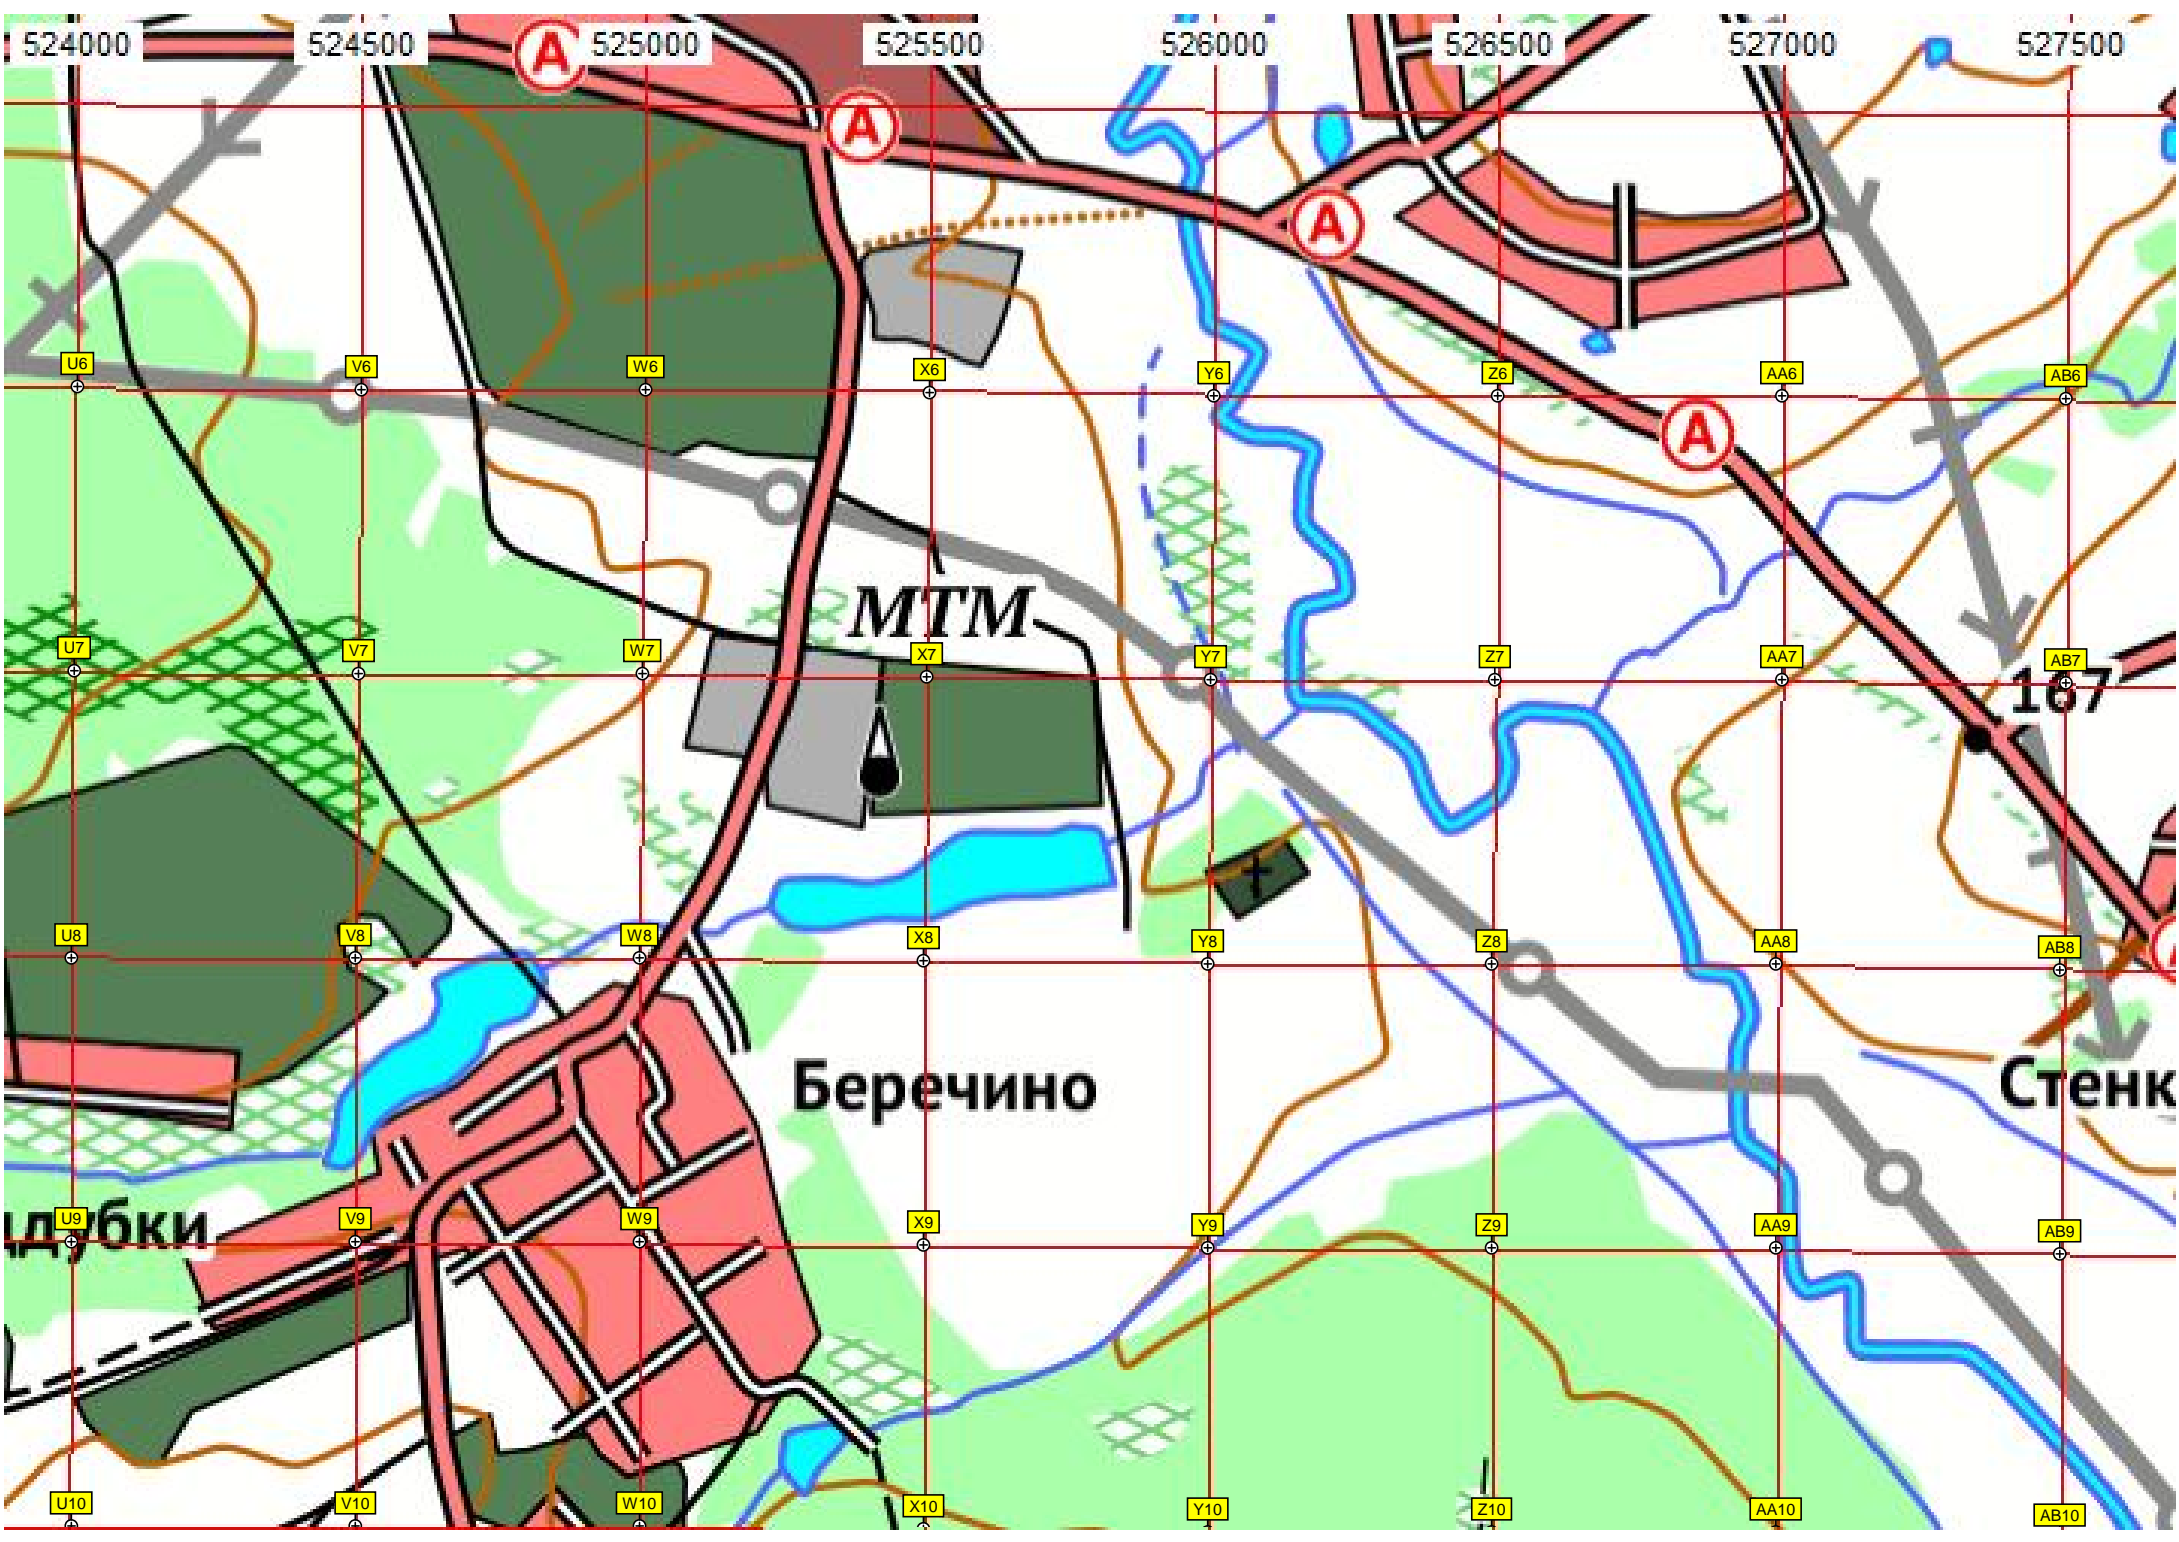 524000 524500 525000 525500 526000 526500 527000 527500
A
A
A
U6 V6 W6 X6 Y6 Z6 AA6 AB6
A
МТМ
U7 V7 W7 X7 Y7 Z7 AA7 AB7
167
U8 V8 W8 X8 Y8 Z8 AA8 AB8
Беречино
Стенк
U9 V9 W9 X9 Y9 Z9 AA9 AB9
ддубки
U10 V10 W10 X10 Y10 Z10 AA10 AB10